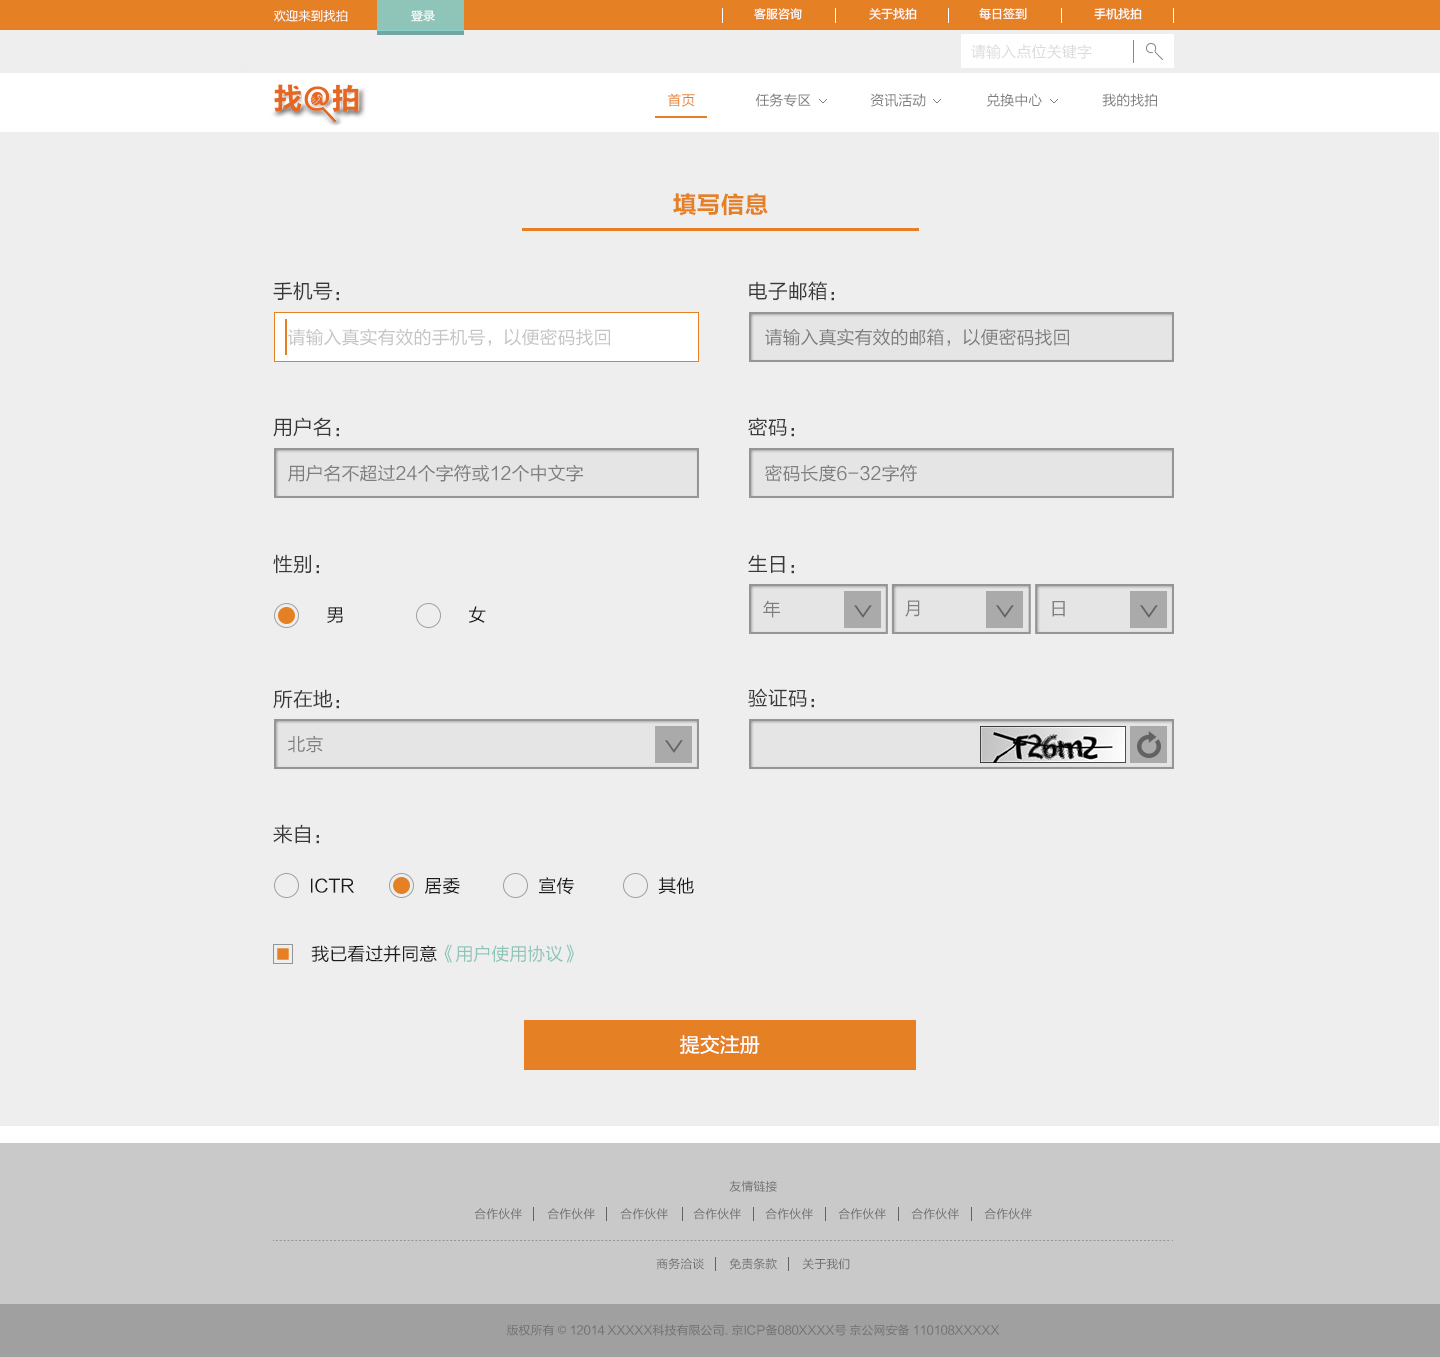 欢迎来到找拍 登录 客服咨询 关于找拍 每日签到 手机找拍
请输入点位关键字
找@拍 首页 任务专区 资讯活动 兑换中心 我的找拍
填写信息
手机号： 电子邮箱：
请输入真实有效的手机号，以便密码找回 请输入真实有效的邮箱，以便密码找回
用户名： 密码：
用户名不超过24个字符或12个中文字 密码长度6-32字符
性别： 生日：
男 女 年 月 日
所在地： 验证码：
北京 F26m2
来自：
ICTR 居委 宣传 其他
我已看过并同意《用户使用协议》
提交注册
友情链接
合作伙伴 合作伙伴 合作伙伴 合作伙伴 合作伙伴 合作伙伴 合作伙伴 合作伙伴
商务洽谈 免责条款 关于我们
版权所有 © 12014 XXXXX科技有限公司. 京ICP备080XXXX号 京公网安备 110108XXXXX